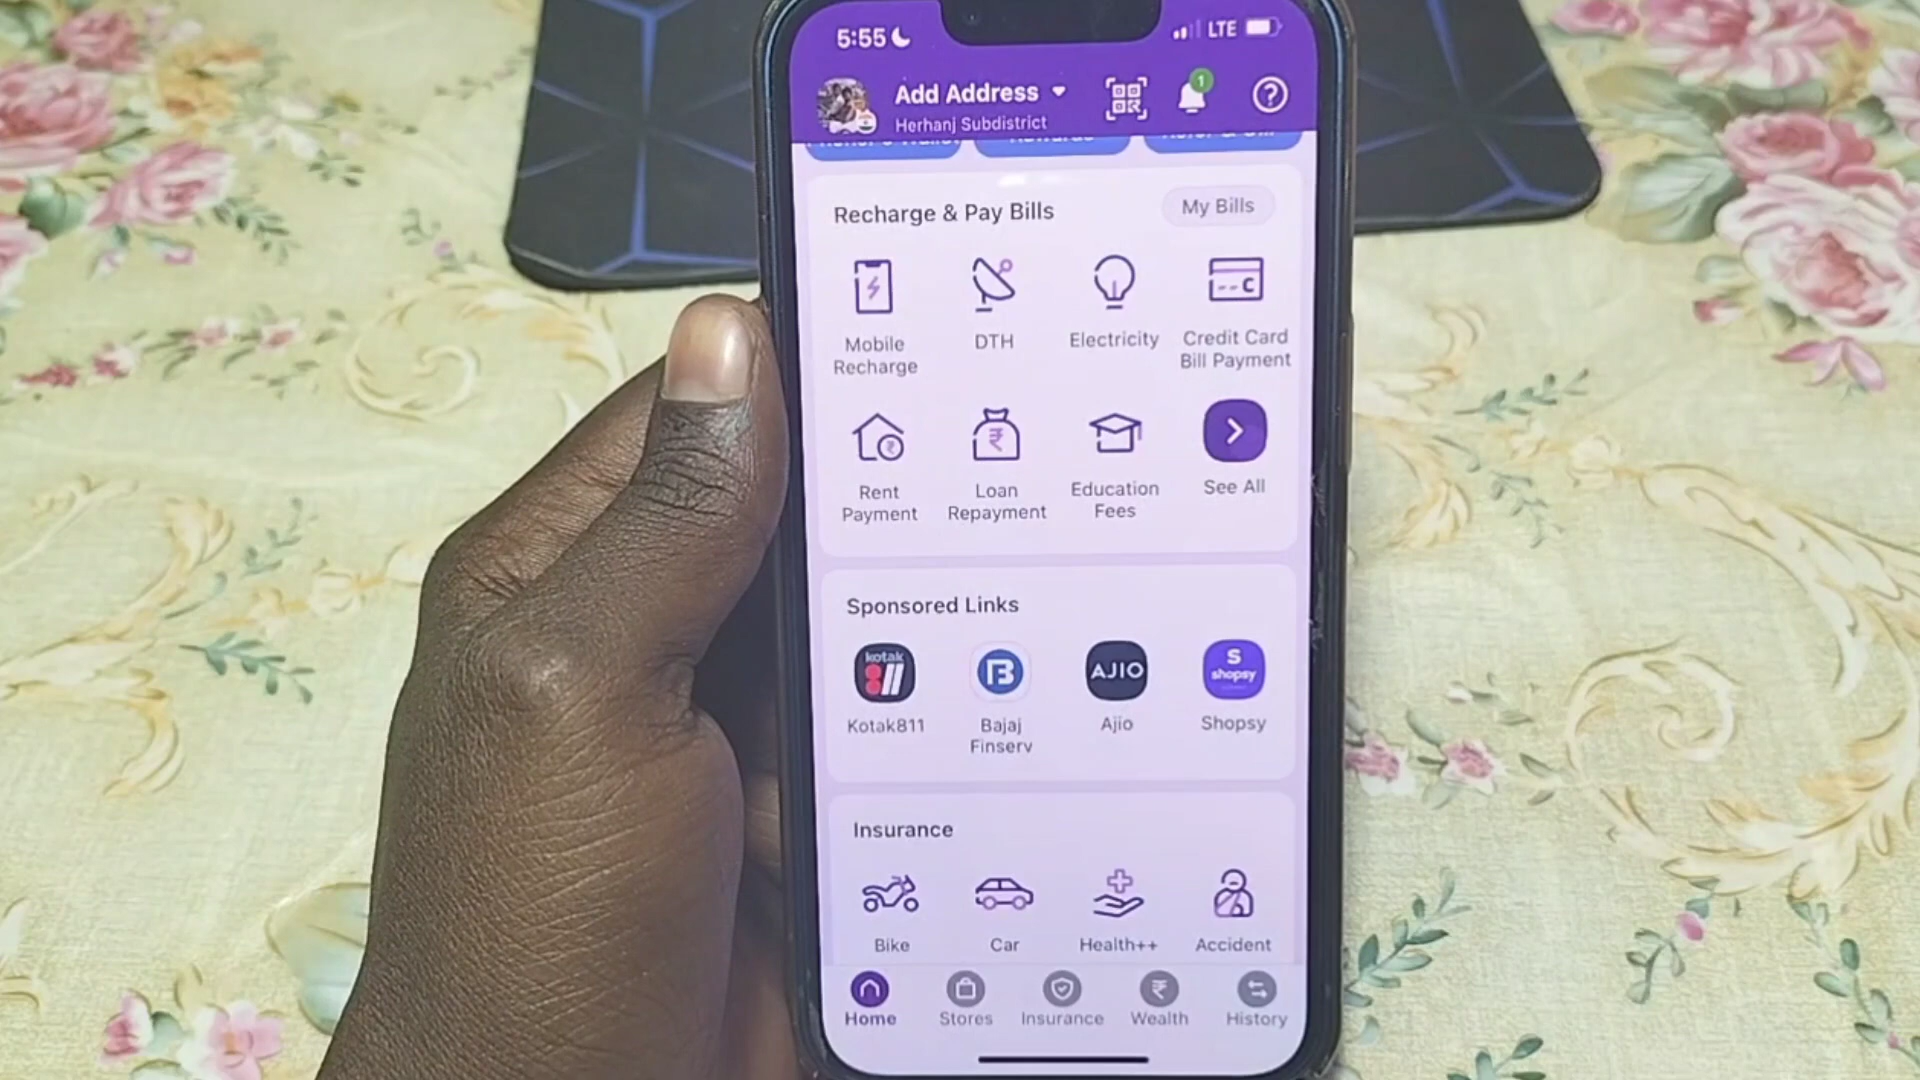 5:55
LTE
Add Address
1
Herhanj Subdistrict
Recharge & Pay Bills
My Bills
Mobile
Recharge
DTH
Electricity
Credit Card
Bill Payment
Rent
Payment
Loan
Repayment
Education
Fees
See All
Sponsored Links
kotak
811
B
AJIO
S
shopsy
Kotak811
Bajaj
Finserv
Ajio
Shopsy
Insurance
Bike
Car
Health++
Accident
Home
Stores
Insurance
Wealth
History